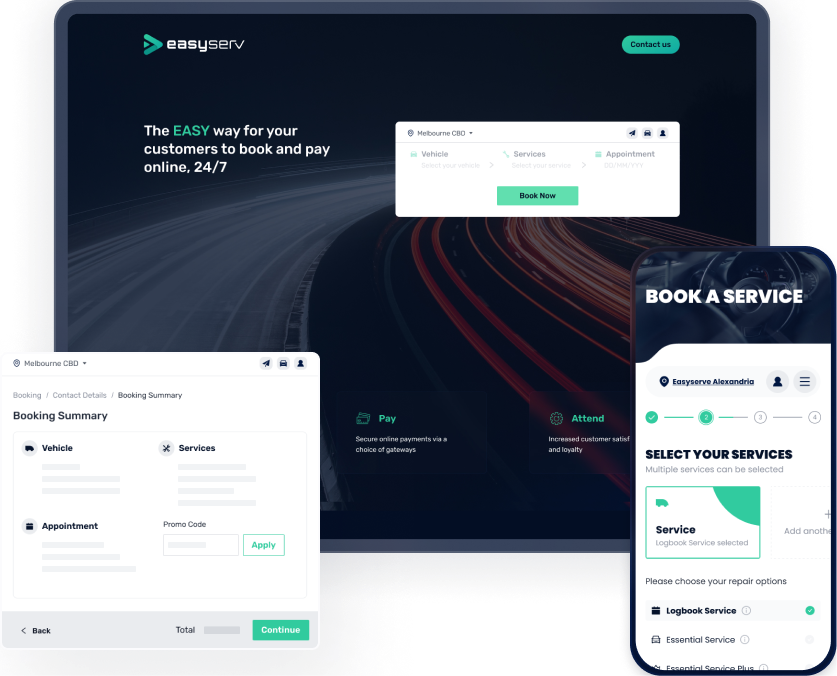 easyserv
Contact us
The EASY way for your
customers to book and pay
online, 24/7
Melbourne CBD
Vehicle
Select your vehicle
Services
Select your service
Appointment
DD/MM/YYY
Book Now
Pay
Secure online payments via a
choice of gateways
Attend
Increased customer satisf
and loyalty
Melbourne CBD
Booking / Contact Details / Booking Summary
Booking Summary
Vehicle
Services
Appointment
Promo Code
Apply
Back
Total
Continue
BOOK A SERVICE
Easyserve Alexandria
2
3
4
SELECT YOUR SERVICES
Multiple services can be selected
Service
Logbook Service selected
Add anothe
Please choose your repair options
Logbook Service
Essential Service
Essential Service Plus